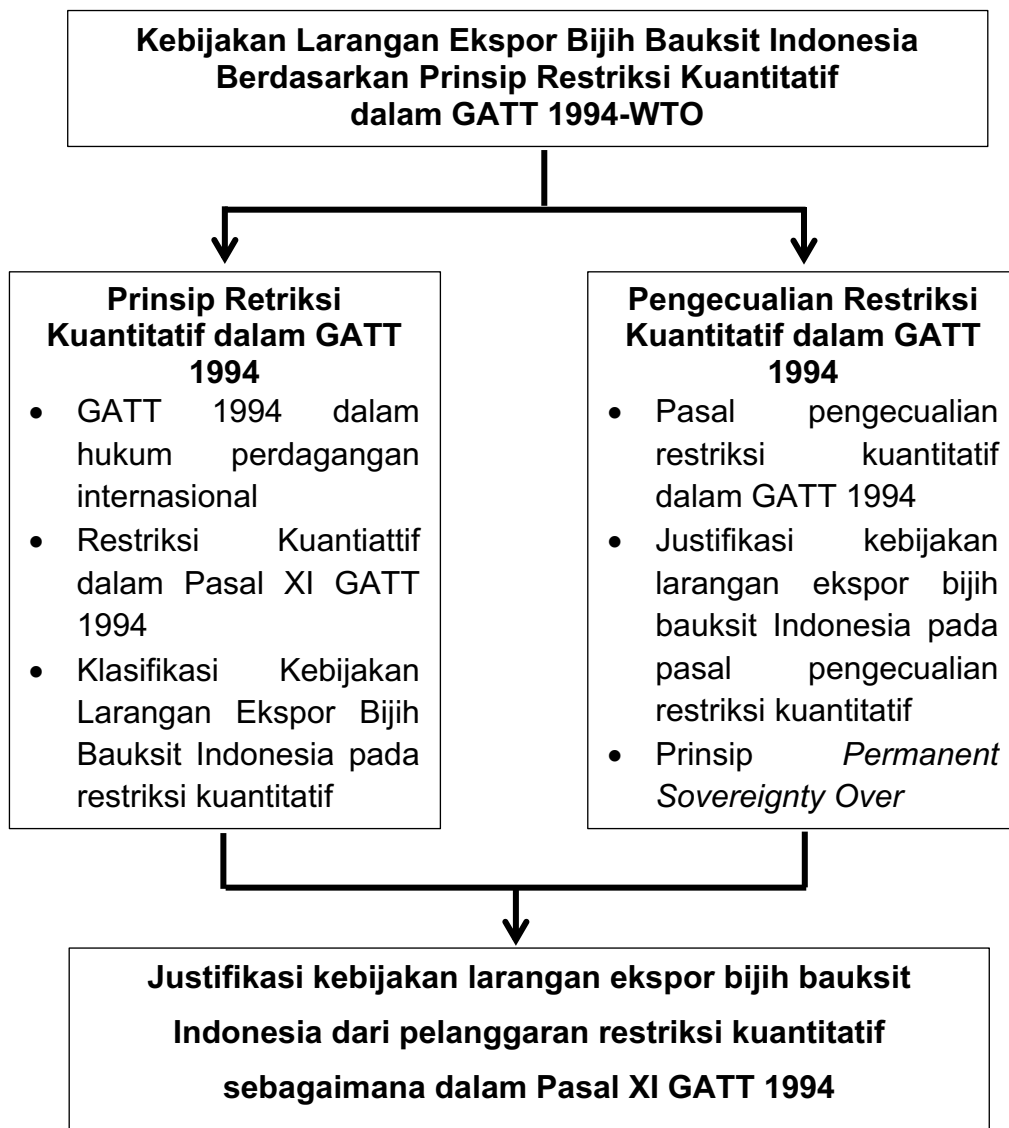 Kebijakan Larangan Ekspor Bijih Bauksit Indonesia
Berdasarkan Prinsip Restriksi Kuantitatif
dalam GATT 1994-WTO
Prinsip Retriksi
Kuantitatif dalam GATT
1994
• GATT 1994 dalam
hukum perdagangan
internasional
• Restriksi Kuantiattif
dalam Pasal XI GATT
1994
• Klasifikasi Kebijakan
Larangan Ekspor Bijih
Bauksit Indonesia pada
restriksi kuantitatif
Pengecualian Restriksi
Kuantitatif dalam GATT
1994
• Pasal pengecualian
restriksi kuantitatif
dalam GATT 1994
• Justifikasi kebijakan
larangan ekspor bijih
bauksit Indonesia pada
pasal pengecualian
restriksi kuantitatif
• Prinsip Permanent
Sovereignty Over
Justifikasi kebijakan larangan ekspor bijih bauksit
Indonesia dari pelanggaran restriksi kuantitatif
sebagaimana dalam Pasal XI GATT 1994